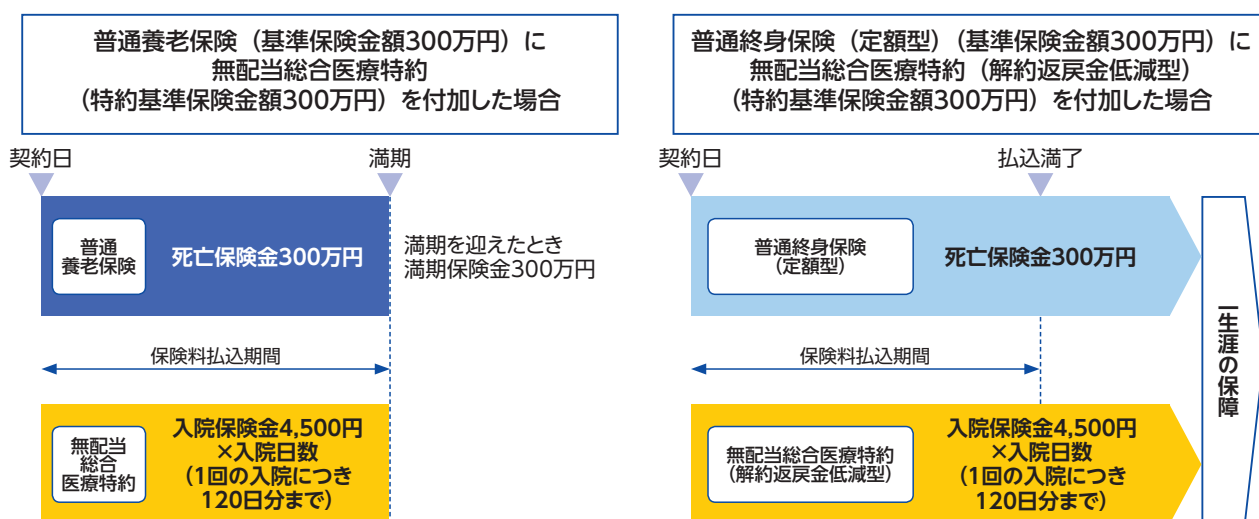 普通養老保険（基準保険金額300万円）に
無配当総合医療特約
（特約基準保険金額300万円）を付加した場合
契約日
満期
普通
養老保険
死亡保険金300万円
満期を迎えたとき
満期保険金300万円
保険料払込期間
無配当
総合
医療特約
入院保険金4,500円
×入院日数
（1回の入院につき
120日分まで）
普通終身保険（定額型）（基準保険金額300万円）に
無配当総合医療特約（解約返戻金低減型）
（特約基準保険金額300万円）を付加した場合
契約日
払込満了
普通終身保険
（定額型）
死亡保険金300万円
保険料払込期間
無配当総合医療特約
（解約返戻金低減型）
入院保険金4,500円
×入院日数
（1回の入院につき
120日分まで）
一生涯の保障